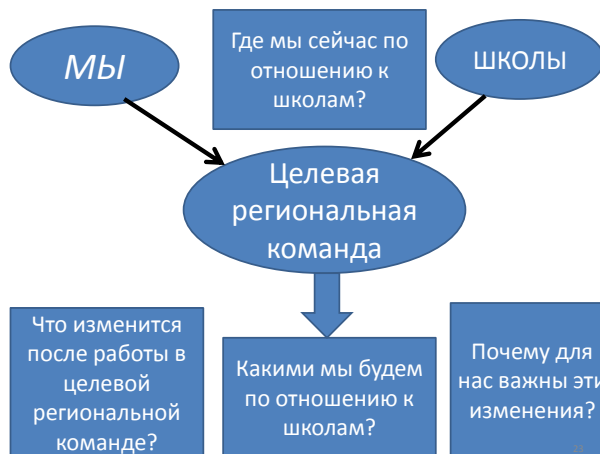 МЫ
Где мы сейчас по
отношению к
школам?
ШКОЛЫ
Целевая
региональная
команда
Что изменится
после работы в
целевой
региональной
команде?
Какими мы будем
по отношению к
школам?
Почему для
нас важны эти
изменения?
27